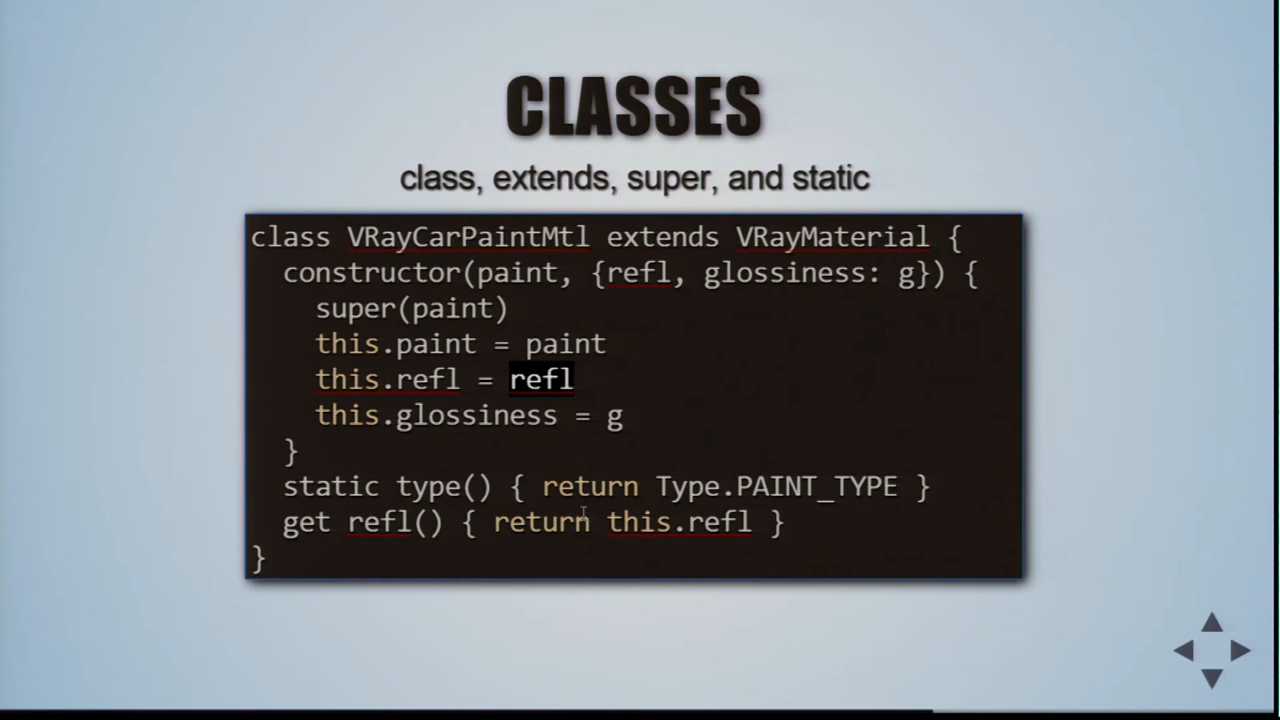 CLASSES
class, extends, super, and static
class VRayCarPaintMtl extends VRayMaterial {
constructor(paint, {refl, glossiness: g}) {
super(paint)
this.paint = paint
this.refl = refl
this.glossiness = g
}
static type() { return Type.PAINT_TYPE }
get refl() { return this.refl }
}